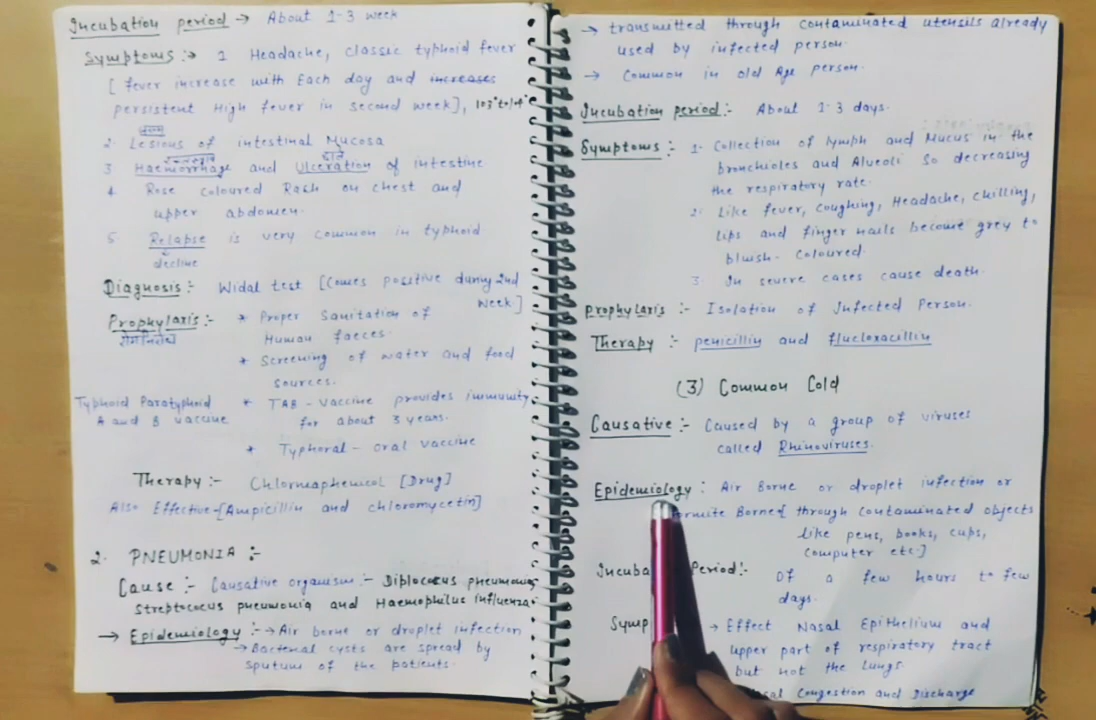 Incubation period → About 1-3 week
Symptoms :→ 1 Headache, classic typhoid fever
[ fever increase with Each day and increases
persistent High fever in second week],
2. Lesions of intestinal Mucosa
3 Haemorrhage and Ulceration of intestine
4. Rose coloured Rash on chest and
upper abdomen.
5. Relapse is very common in typhoid
decline
Diagnosis :- Widal test [Comes positive during 2nd
Week.]
Prophylaxis :- * Proper Sanitation of
रोगनिरोध Human faeces.
* Screening of water and food
sources.
Typhoid Paratyphoid * TAB - Vaccine provides immunity
A and B vaccine for about 3 years.
* Typhoral - oral vaccine
Therapy :- [Drug]
Also Effective-[Ampicillin and chloromycetin]
2. PNEUMONIA :-
Cause :- Causative organism :- Diplococus pneumonia,
Streptococus pneumonia and Haemophilus influenza.
→ Epidemiology :- → Air borne or droplet infection
→ Bacterial cysts are spread by
sputum of the patients.
→ transmitted through contaminated utensils already
used by infected person.
→ Common in old Age person.
Incubation period :- About 1-3 days.
Symptoms :- 1. Collection of lymph and Mucus in the
bronchioles and Alveoli so decreasing
the respiratory rate.
2. Like fever, coughing, Headache, chilling,
lips and finger nails become grey to
bluish- coloured.
3. In severe cases cause death.
Prophylaxis :- Isolation of Infected Person.
Therapy :- penicillin and flucloxacillin
(3) Common Cold
Causative :- Caused by a group of viruses
called Rhinoviruses.
Epidemiology : Air Borne or droplet infection or
Borne[ through contaminated objects
like pens, books, cups,
computer etc.]
Period :- Of a few hours to few
days.
→ Effect Nasal Epithelium and
upper part of respiratory tract
but not the Lungs.
Congestion and Discharge